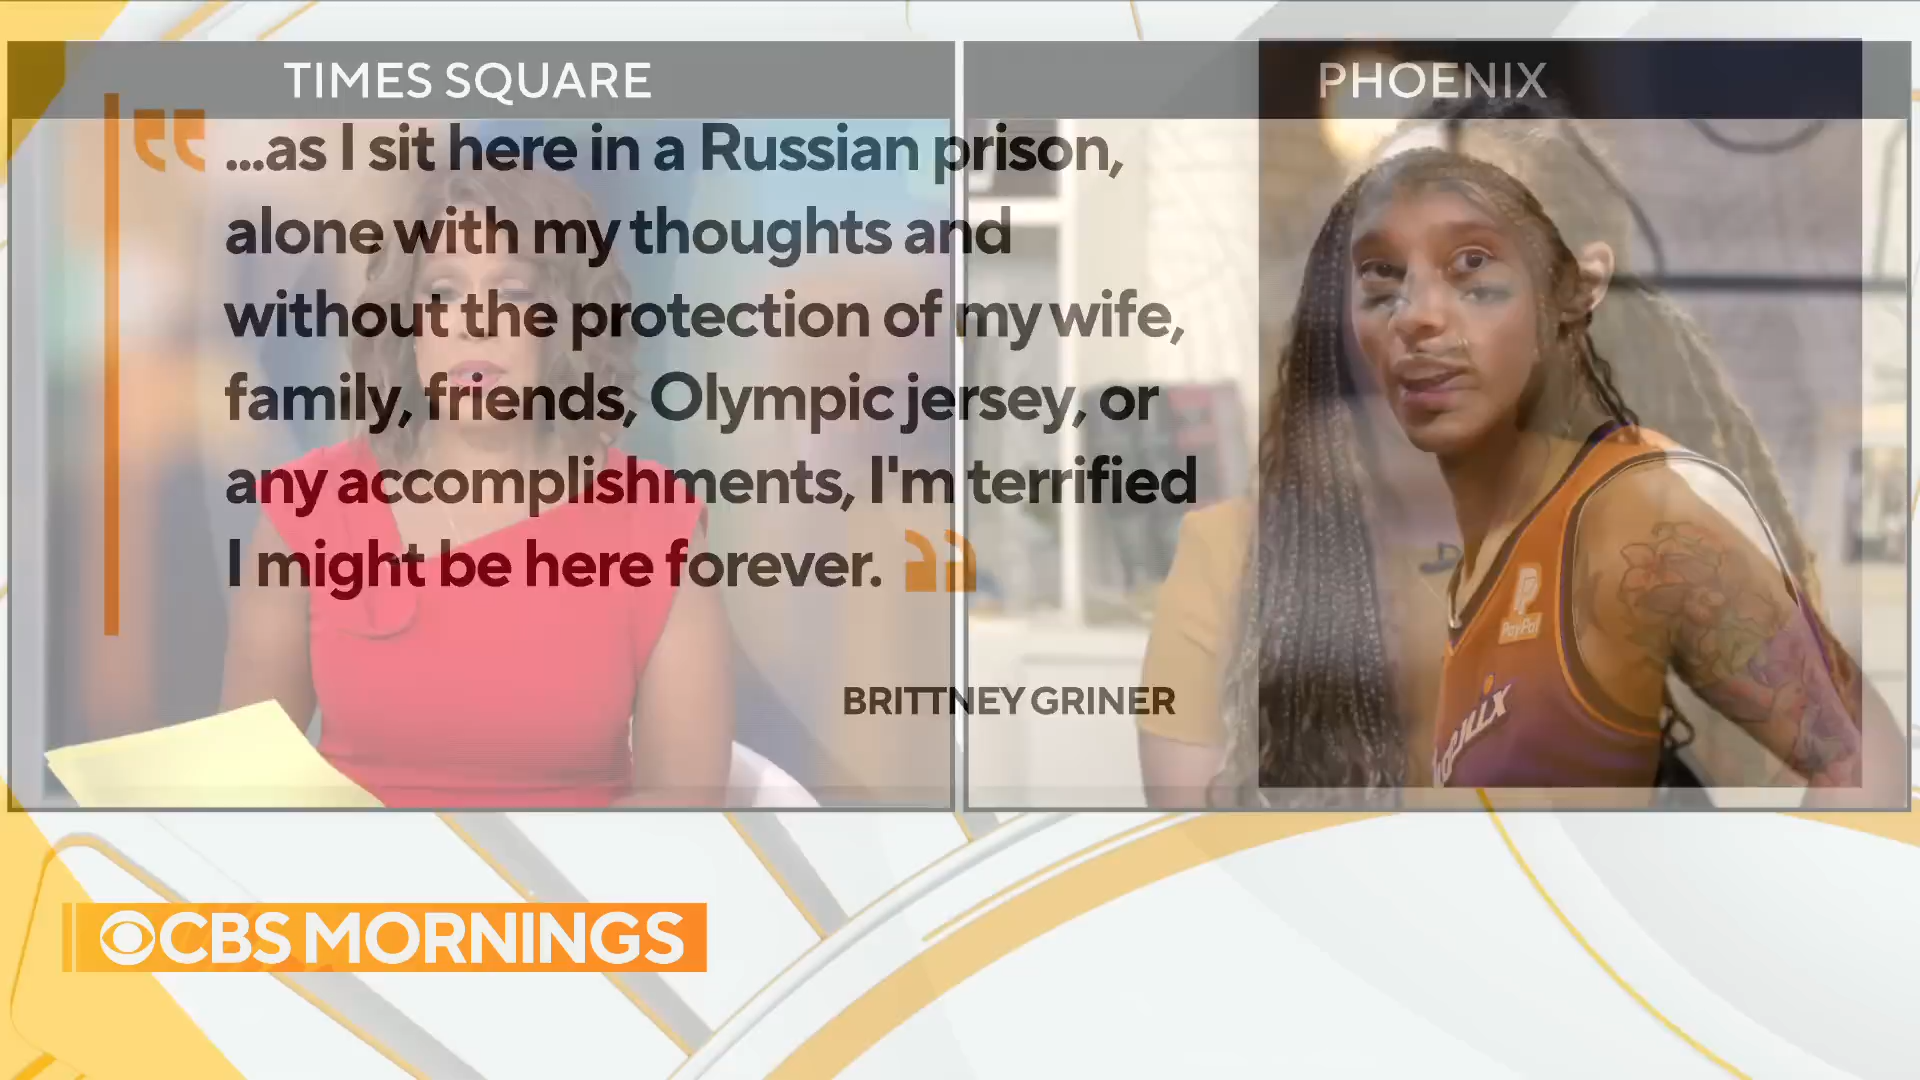 TIMES SQUARE
PHOENIX
...as I sit here in a Russian prison,
alone with my thoughts and
without the protection of my wife,
family, friends, Olympic jersey, or
any accomplishments, I'm terrified
I might be here forever.
BRITTNEY GRINER
PayPal
CBS MORNINGS